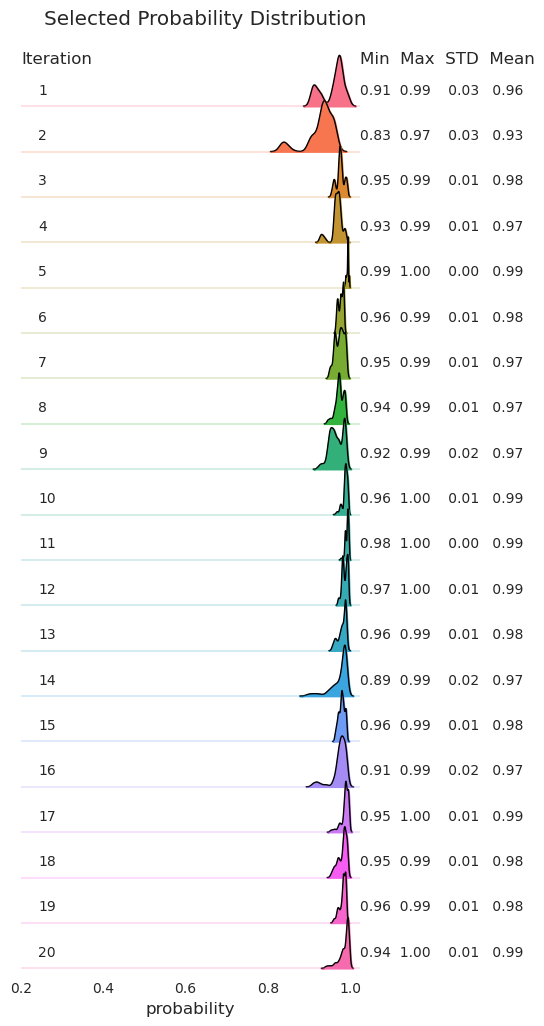 Selected Probability Distribution
Iteration Min Max STD Mean
1 0.91 0.99 0.03 0.96
2 0.83 0.97 0.03 0.93
3 0.95 0.99 0.01 0.98
4 0.93 0.99 0.01 0.97
5 0.99 1.00 0.00 0.99
6 0.96 0.99 0.01 0.98
7 0.95 0.99 0.01 0.97
8 0.94 0.99 0.01 0.97
9 0.92 0.99 0.02 0.97
10 0.96 1.00 0.01 0.99
11 0.98 1.00 0.00 0.99
12 0.97 1.00 0.01 0.99
13 0.96 0.99 0.01 0.98
14 0.89 0.99 0.02 0.97
15 0.96 0.99 0.01 0.98
16 0.91 0.99 0.02 0.97
17 0.95 1.00 0.01 0.99
18 0.95 0.99 0.01 0.98
19 0.96 0.99 0.01 0.98
20 0.94 1.00 0.01 0.99
0.2 0.4 0.6 0.8 1.0
probability